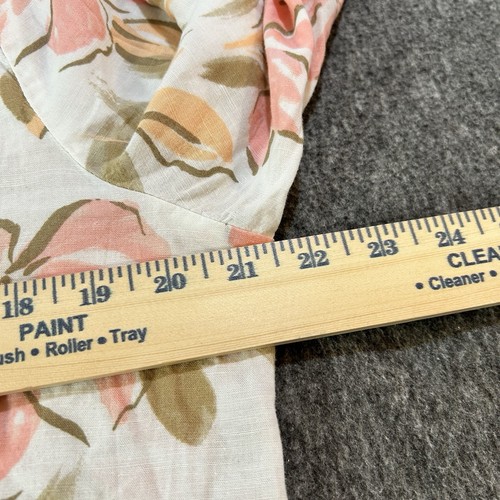 18 19 20 21 22 23 24
PAINT
ush • Roller • Tray
CLEA
• Cleaner •